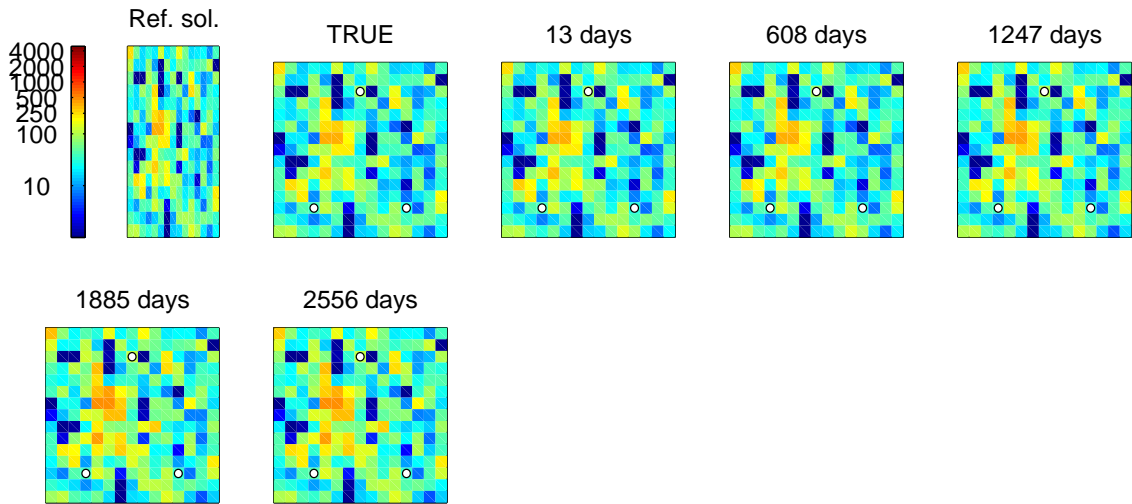 Ref. sol.
TRUE
13 days
608 days
1247 days
4000
2000
1000
500
250
100
10
1885 days
2556 days